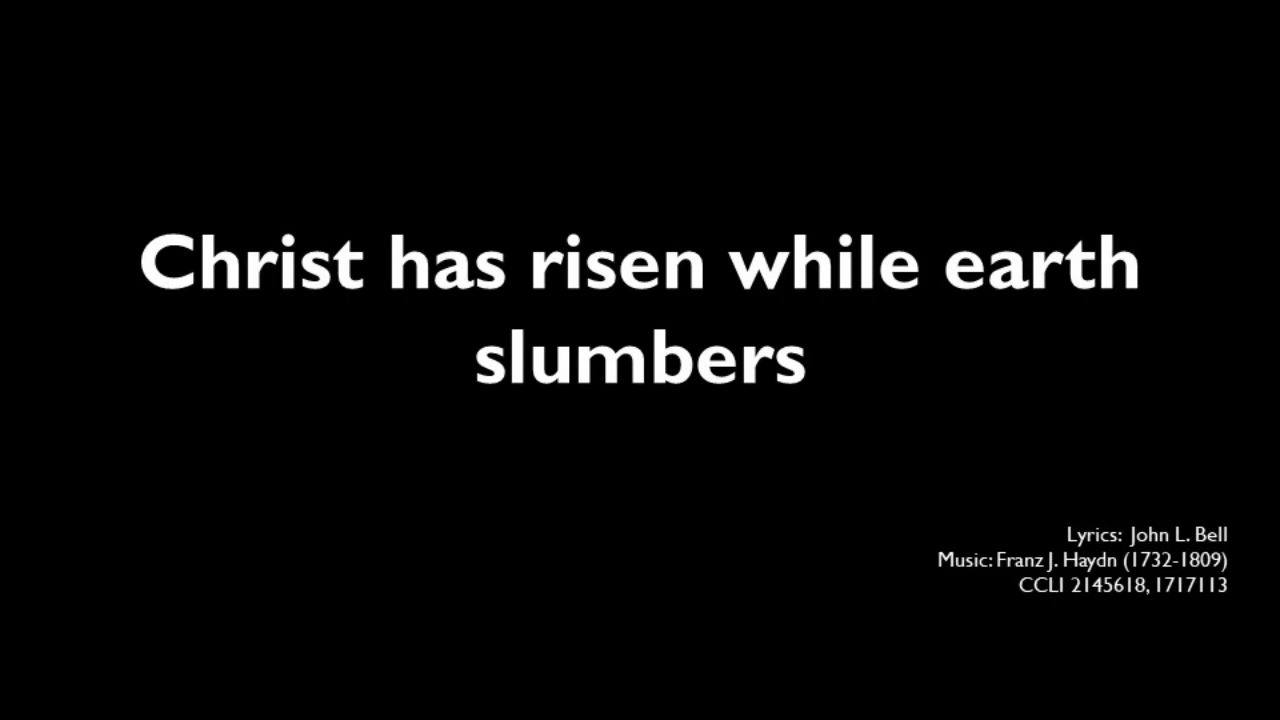 Christ has risen while earth
slumbers
Lyrics: John L. Bell
Music: Franz J. Haydn (1732-1809)
CCLI 2145618, 1717113